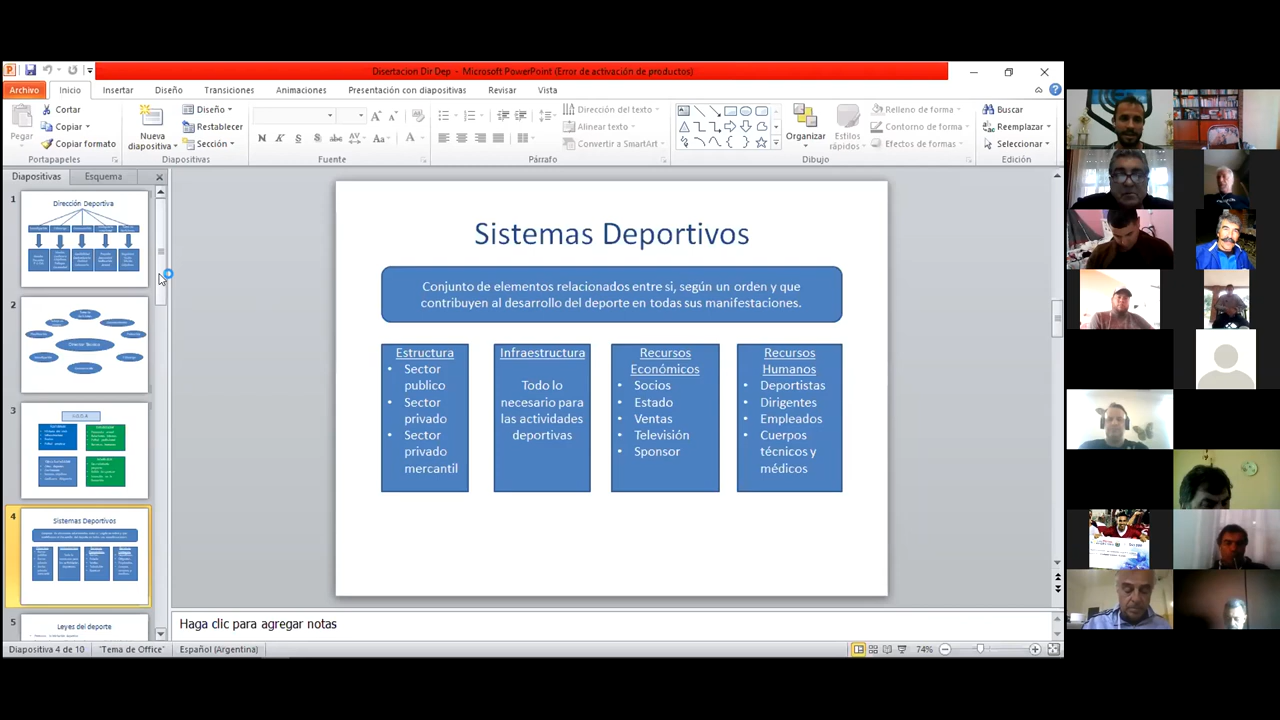 Disertacion Dir Dep - Microsoft PowerPoint (Error de activación de productos)
Archivo Inicio Insertar Diseño Transiciones Animaciones Presentación con diapositivas Revisar Vista
Pegar
Cortar
Copiar
Copiar formato
Portapapeles
Nueva
diapositiva
Diseño
Restablecer
Sección
Diapositivas
Fuente
Dirección del texto
Alinear texto
Convertir a SmartArt
Párrafo
Organizar
Estilos
rápidos
Relleno de forma
Contorno de forma
Efectos de formas
Dibujo
Buscar
Reemplazar
Seleccionar
Edición
Diapositivas Esquema
1
Dirección Deportiva
2
3
4
Sistemas Deportivos
5
Leyes del deporte
Sistemas Deportivos
Conjunto de elementos relacionados entre si, según un orden y que
contribuyen al desarrollo del deporte en todas sus manifestaciones.
Estructura
• Sector
publico
• Sector
privado
• Sector
privado
mercantil
Infraestructura
Todo lo
necesario para
las actividades
deportivas
Recursos
Económicos
• Socios
• Estado
• Ventas
• Televisión
• Sponsor
Recursos
Humanos
• Deportistas
• Dirigentes
• Empleados
• Cuerpos
técnicos y
médicos
Haga clic para agregar notas
Diapositiva 4 de 10 "Tema de Office" Español (Argentina) 74%